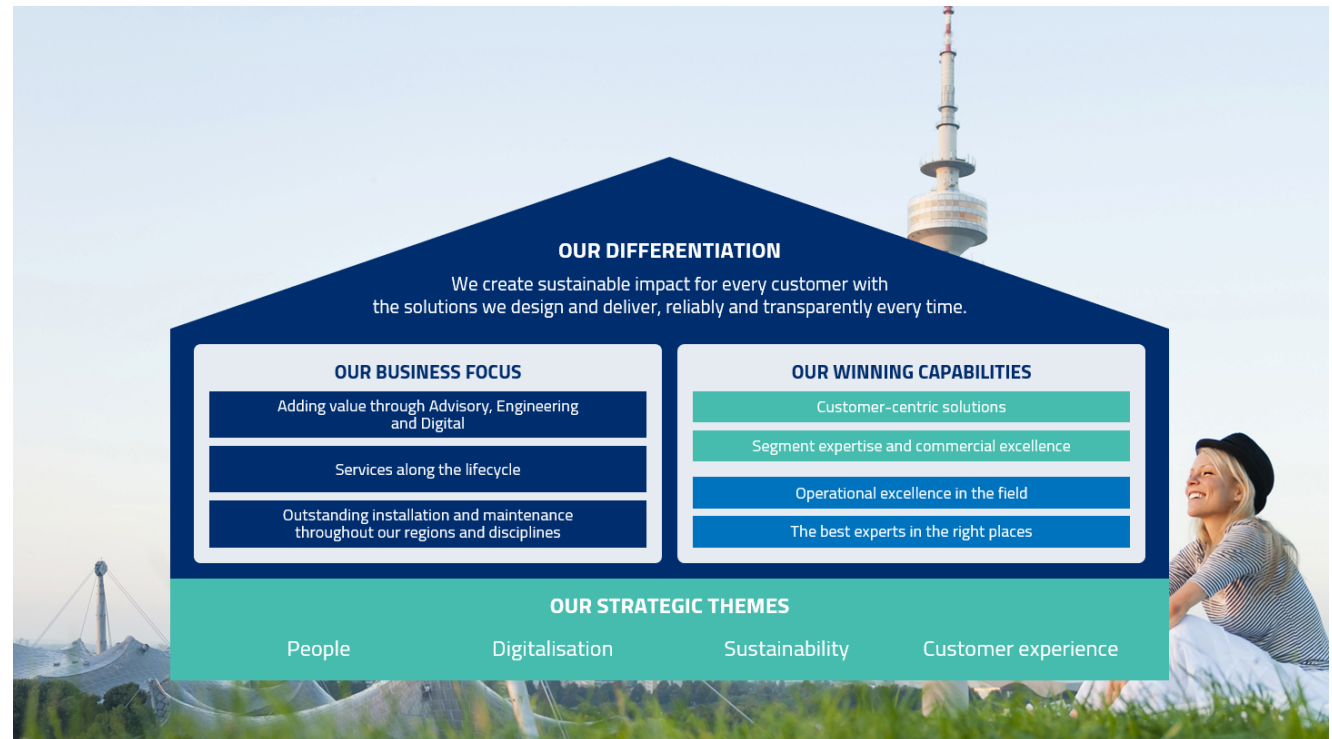 OUR DIFFERENTIATION
We create sustainable impact for every customer with
the solutions we design and deliver, reliably and transparently every time.
OUR BUSINESS FOCUS
Adding value through Advisory, Engineering
and Digital
Services along the lifecycle
Outstanding installation and maintenance
throughout our regions and disciplines
OUR WINNING CAPABILITIES
Customer-centric solutions
Segment expertise and commercial excellence
Operational excellence in the field
The best experts in the right places
OUR STRATEGIC THEMES
People
Digitalisation
Sustainability
Customer experience